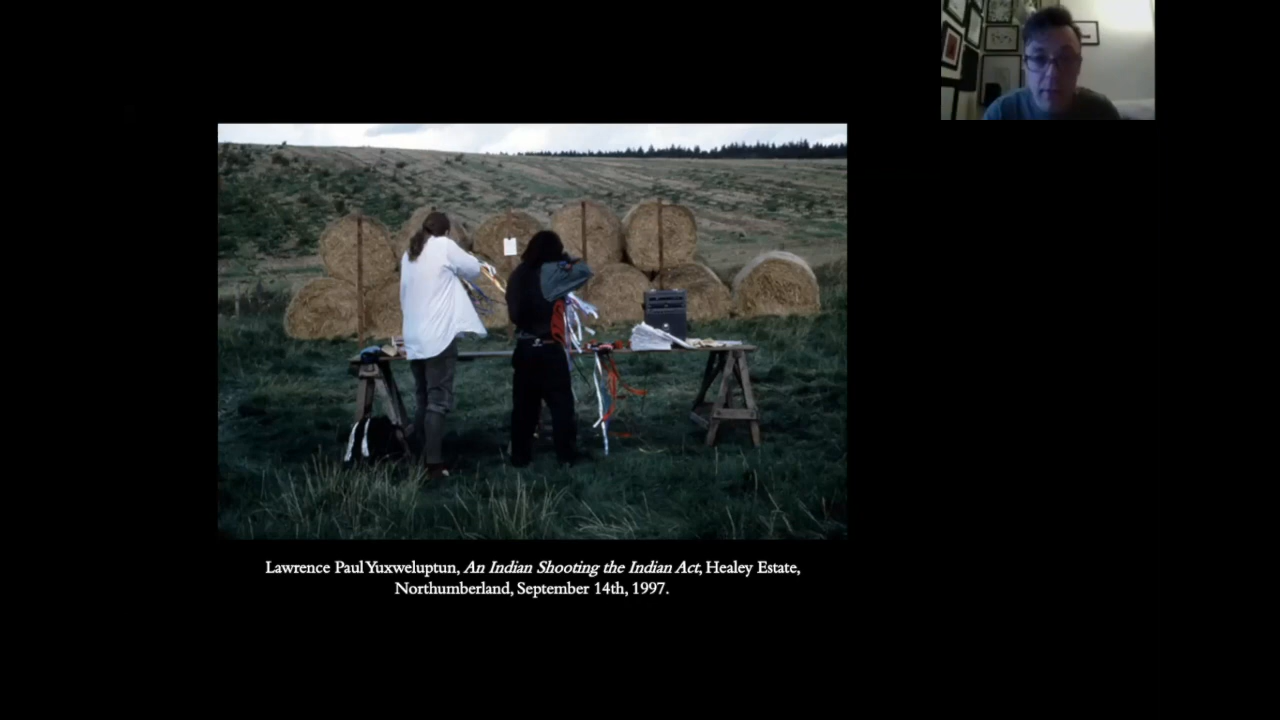 Lawrence Paul Yuxweluptun, An Indian Shooting the Indian Act, Healey Estate,
Northumberland, September 14th, 1997.